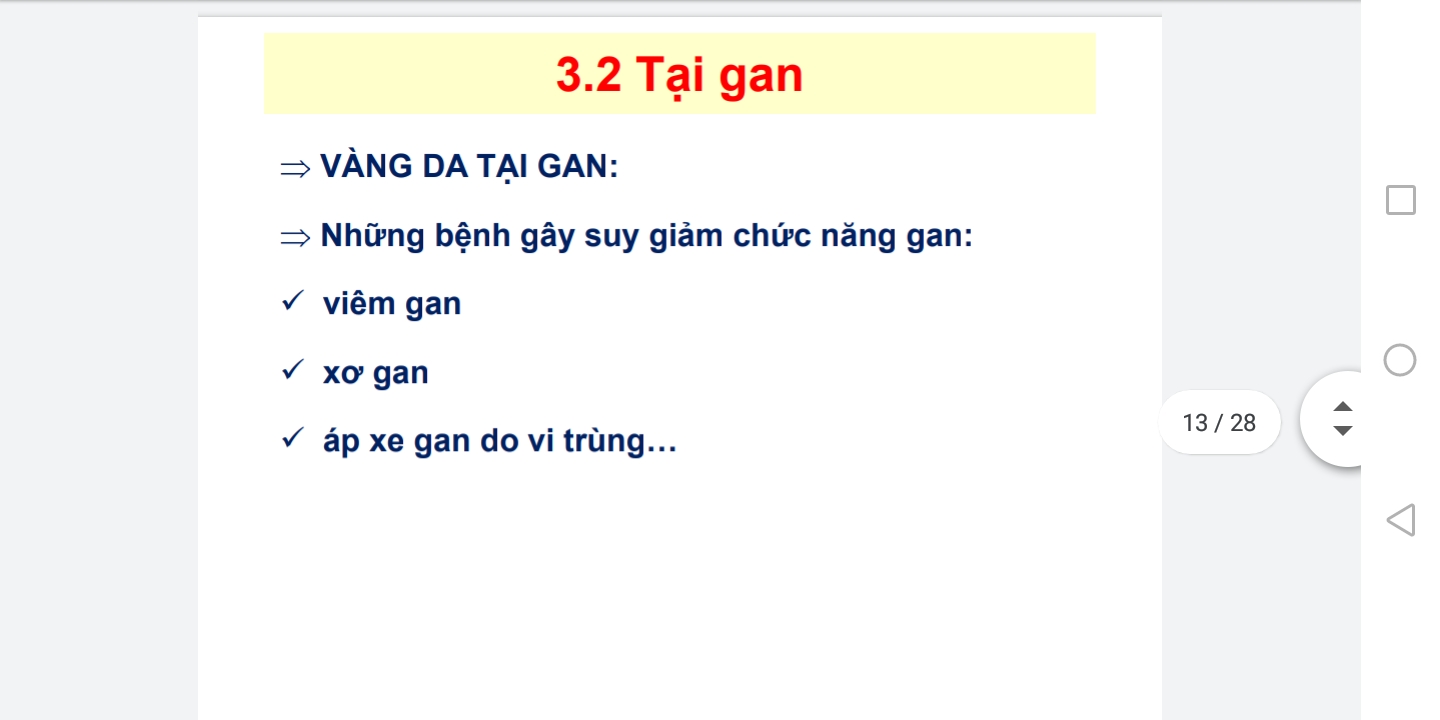 3.2 Tại gan
⇒ VÀNG DA TẠI GAN:
⇒ Những bệnh gây suy giảm chức năng gan:
✓ viêm gan
✓ xơ gan
✓ áp xe gan do vi trùng...
13 / 28